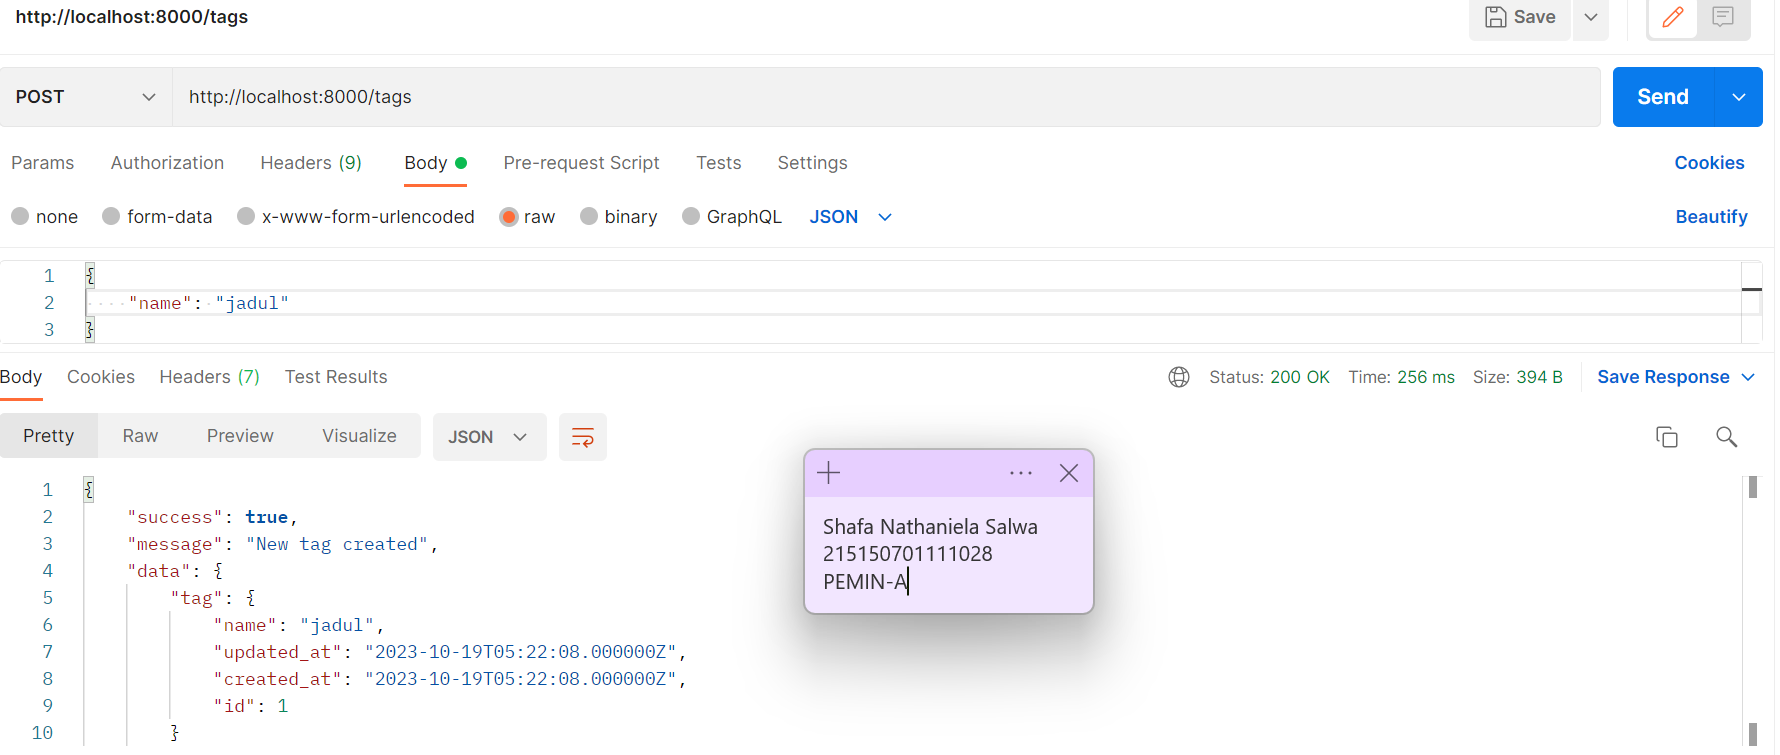 http://localhost:8000/tags
Save
POST http://localhost:8000/tags Send
Params Authorization Headers (9) Body Pre-request Script Tests Settings Cookies
none form-data x-www-form-urlencoded raw binary GraphQL JSON Beautify
1 {
2 "name": "jadul"
3 }
Body Cookies Headers (7) Test Results Status: 200 OK Time: 256 ms Size: 394 B Save Response
Pretty Raw Preview Visualize JSON
1 {
2 "success": true,
3 "message": "New tag created",
4 "data": {
5 "tag": {
6 "name": "jadul",
7 "updated_at": "2023-10-19T05:22:08.000000Z",
8 "created_at": "2023-10-19T05:22:08.000000Z",
9 "id": 1
10 }
Shafa Nathaniela Salwa
215150701111028
PEMIN-A